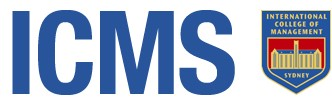 ICMS
INTERNATIONAL
COLLEGE OF
MANAGEMENT
SYDNEY